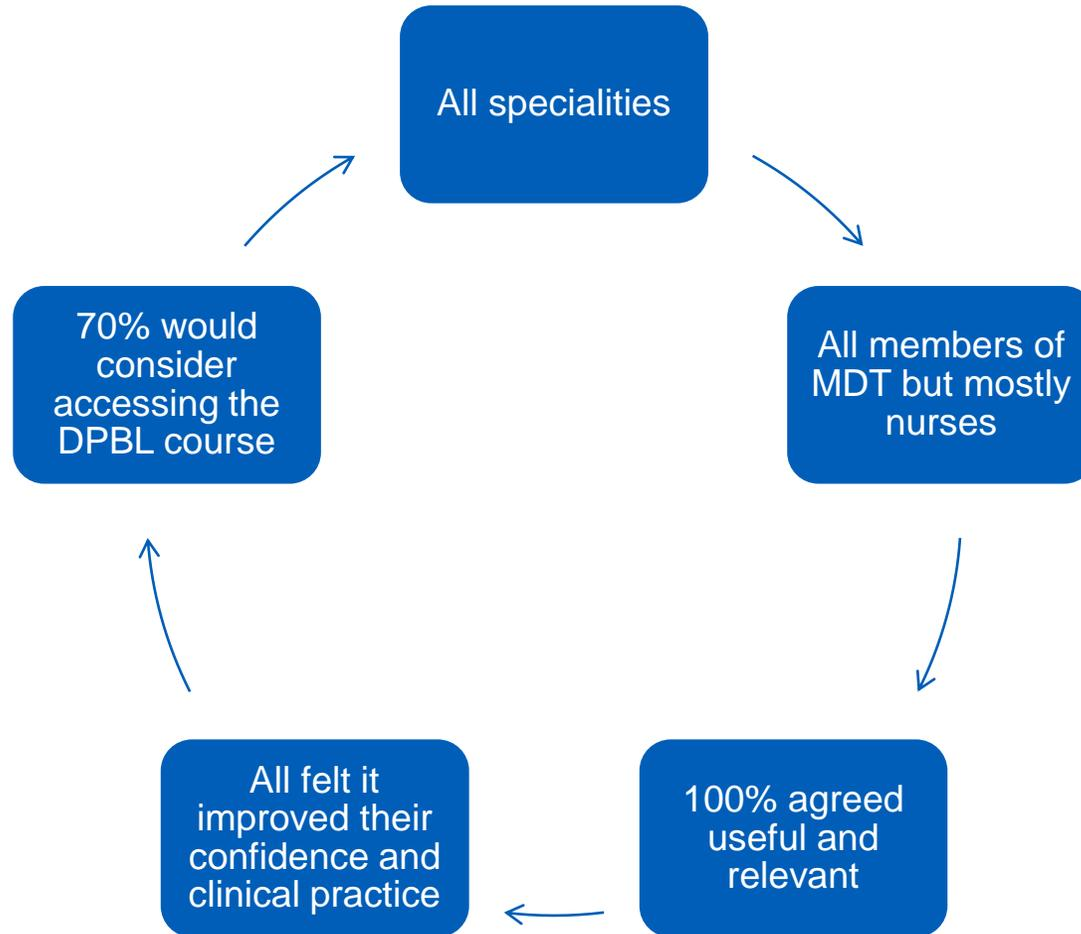 All specialities
All members of
MDT but mostly
nurses
100% agreed
useful and
relevant
All felt it
improved their
confidence and
clinical practice
70% would
consider
accessing the
DPBL course